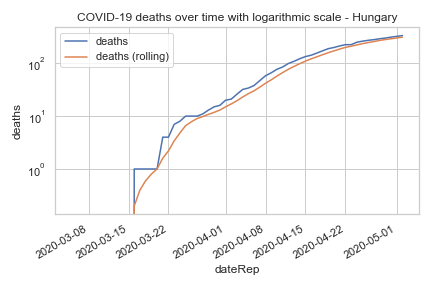 COVID-19 deaths over time with logarithmic scale - Hungary
deaths
deaths (rolling)
10²
10¹
10⁰
deaths
2020-03-08
2020-03-15
2020-03-22
2020-04-01
2020-04-08
2020-04-15
2020-04-22
2020-05-01
dateRep